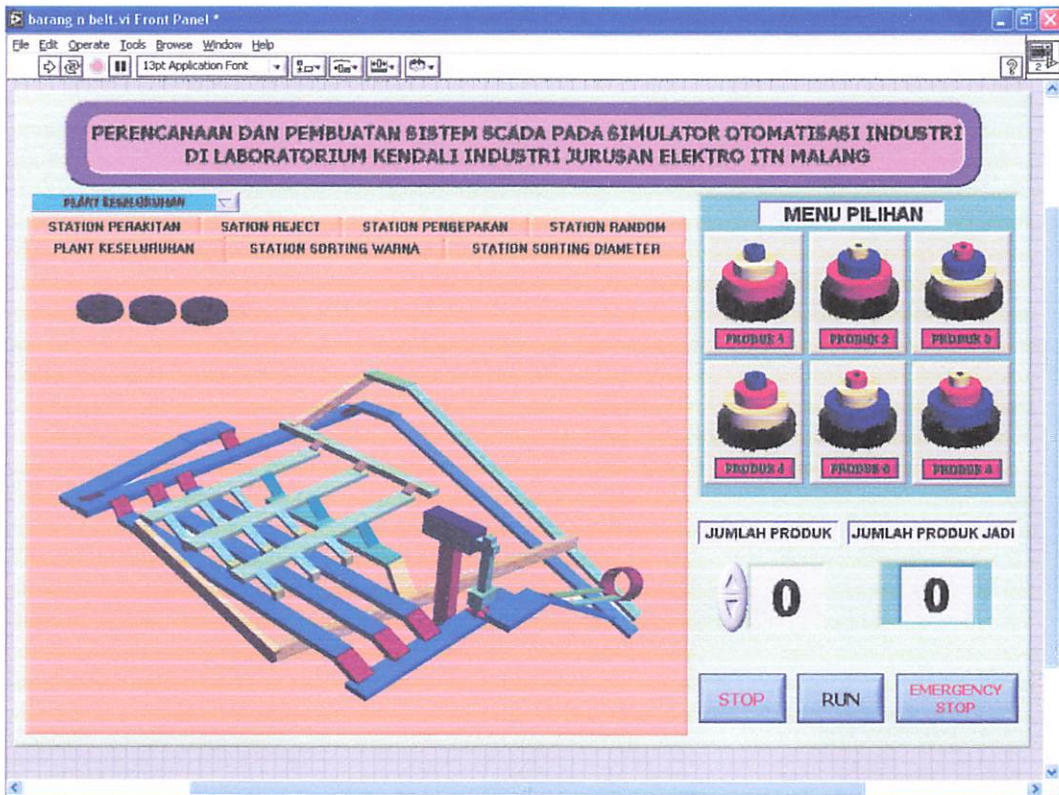 barang n belt.vi Front Panel *
File Edit Operate Tools Browse Window Help
13pt Application Font
2
PERENCANAAN DAN PEMBUATAN SISTEM SCADA PADA SIMULATOR OTOMATISASI INDUSTRI
DI LABORATORIUM KENDALI INDUSTRI JURUSAN ELEKTRO ITN MALANG
PLANT KESELURUHAN
STATION PERAKITAN SATION REJECT STATION PENGEPAKAN STATION RANDOM
PLANT KESELURUHAN STATION SORTING WARNA STATION SORTING DIAMETER
MENU PILIHAN
PRODUK 1 PRODUK 2 PRODUK 3
PRODUK 4 PRODUK 5 PRODUK 6
JUMLAH PRODUK JUMLAH PRODUK JADI
0 0
STOP RUN EMERGENCY
STOP